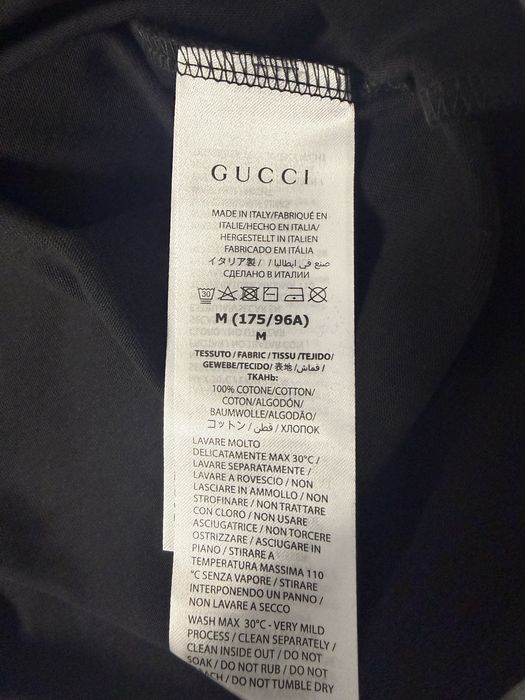 GUCCI
MADE IN ITALY/FABRIQUÉ EN
ITALIE/HECHO EN ITALIA/
HERGESTELLT IN ITALIEN
FABRICADO EM ITÁLIA
イタリア製 / / صنع في ايطاليا
СДЕЛАНО В ИТАЛИИ
30
M (175/96A)
M
TESSUTO / FABRIC / TISSU /TEJIDO/
GEWEBE/TECIDO/ 表地 /قماش/
ТКАНЬ:
100% COTONE/COTTON/
COTON/ALGODÓN/
BAUMWOLLE/ALGODÃO/
コットン / قطن / ХЛОПОК
LAVARE MOLTO
DELICATAMENTE MAX 30°C /
LAVARE SEPARATAMENTE /
LAVARE A ROVESCIO / NON
LASCIARE IN AMMOLLO / NON
STROFINARE / NON TRATTARE
CON CLORO / NON USARE
ASCIUGATRICE / NON TORCERE
OSTRIZZARE / ASCIUGARE IN
PIANO / STIRARE A
TEMPERATURA MASSIMA 110
°C SENZA VAPORE / STIRARE
INTERPONENDO UN PANNO /
NON LAVARE A SECCO
WASH MAX 30°C - VERY MILD
PROCESS / CLEAN SEPARATELY /
CLEAN INSIDE OUT / DO NOT
SOAK / DO NOT RUB / DO NOT
/ DO NOT TUMBLE DRY